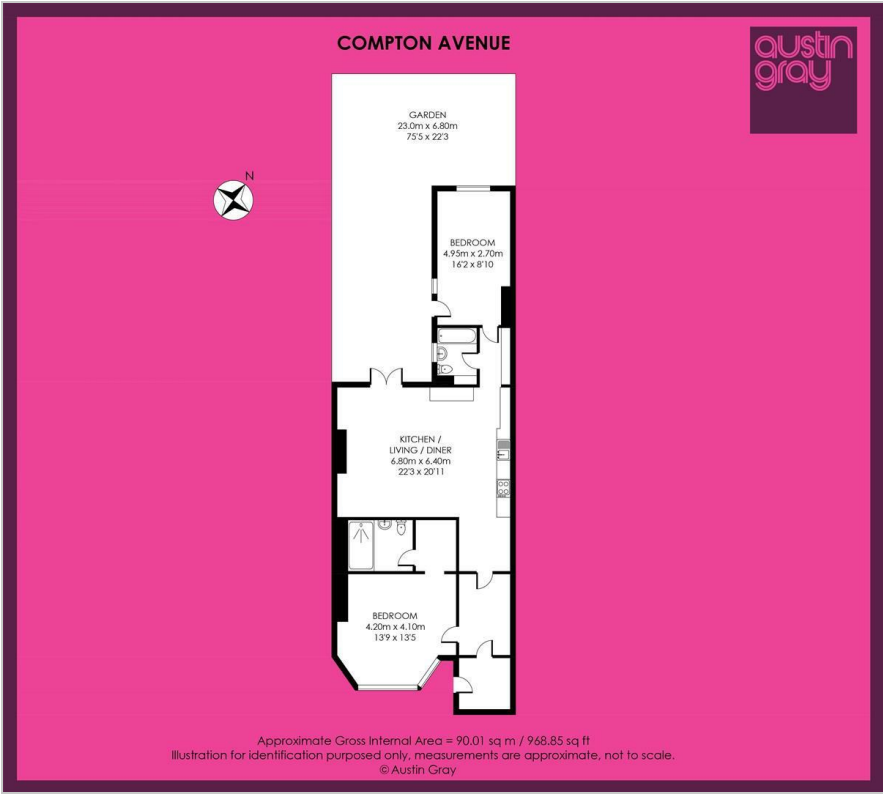 COMPTON AVENUE
austin
gray
GARDEN
23.0m x 6.80m
75'5 x 22'3
N
BEDROOM
4.95m x 2.70m
16'2 x 8'10
KITCHEN /
LIVING / DINER
6.80m x 6.40m
22'3 x 20'11
BEDROOM
4.20m x 4.10m
13'9 x 13'5
Approximate Gross Internal Area = 90.01 sq m / 968.85 sq ft
Illustration for identification purposed only, measurements are approximate, not to scale.
© Austin Gray